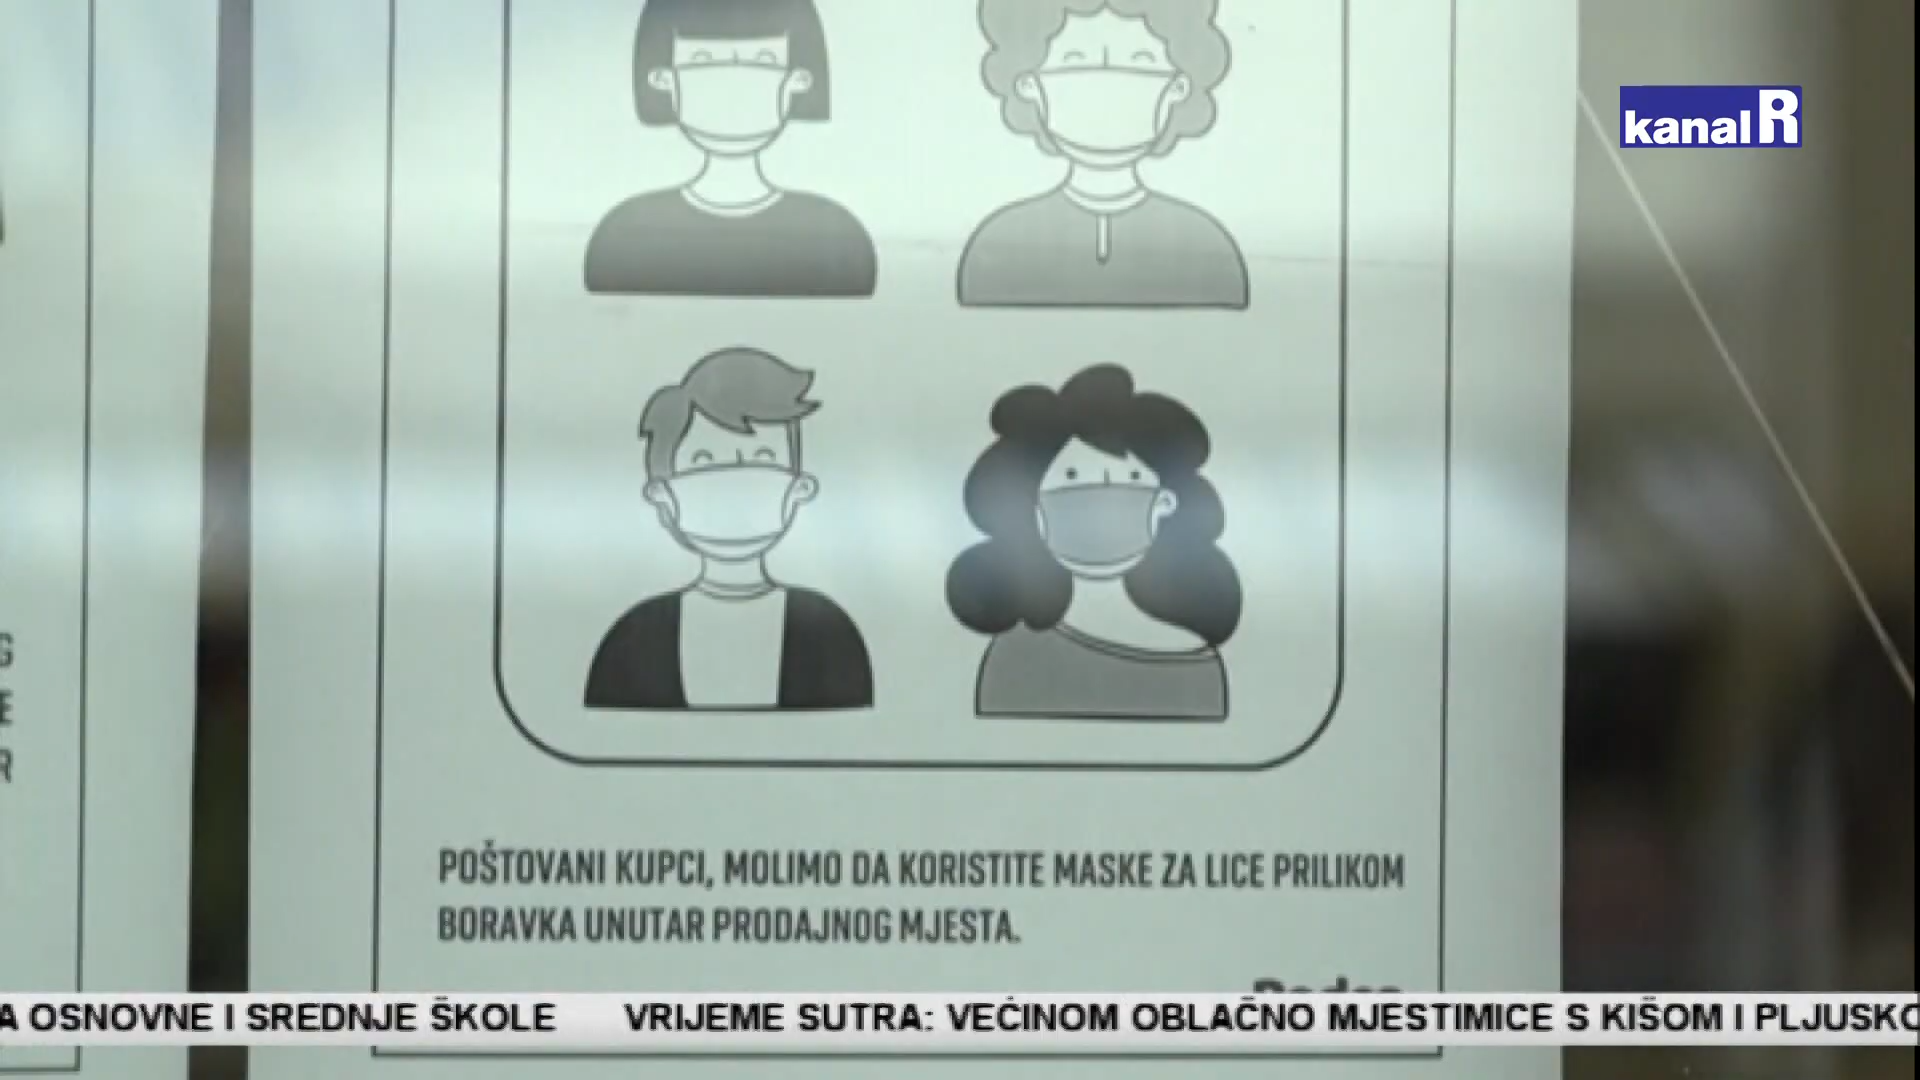 kanal R
POŠTOVANI KUPCI, MOLIMO DA KORISTITE MASKE ZA LICE PRILIKOM
BORAVKA UNUTAR PRODAJNOG MJESTA.
A OSNOVNE I SREDNJE ŠKOLE VRIJEME SUTRA: VEĆINOM OBLAČNO MJESTIMICE S KIŠOM I PLJUSKO